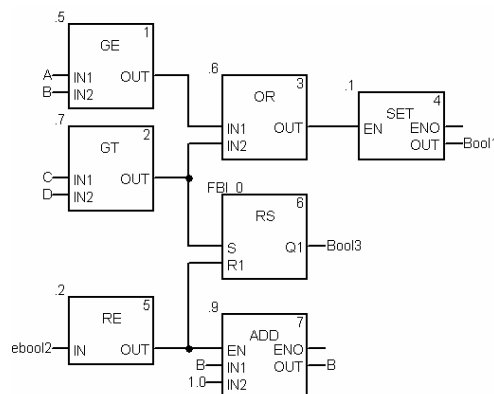 .5
1
GE
A IN1 OUT
B IN2
.6
3
OR
IN1 OUT
IN2
.1
4
SET
EN ENO
OUT Bool1
.7
2
GT
C IN1 OUT
D IN2
FBI_0
6
RS
S Q1 Bool3
R1
.2
5
RE
ebool2 IN OUT
.9
7
ADD
EN ENO
B IN1 OUT B
1.0 IN2